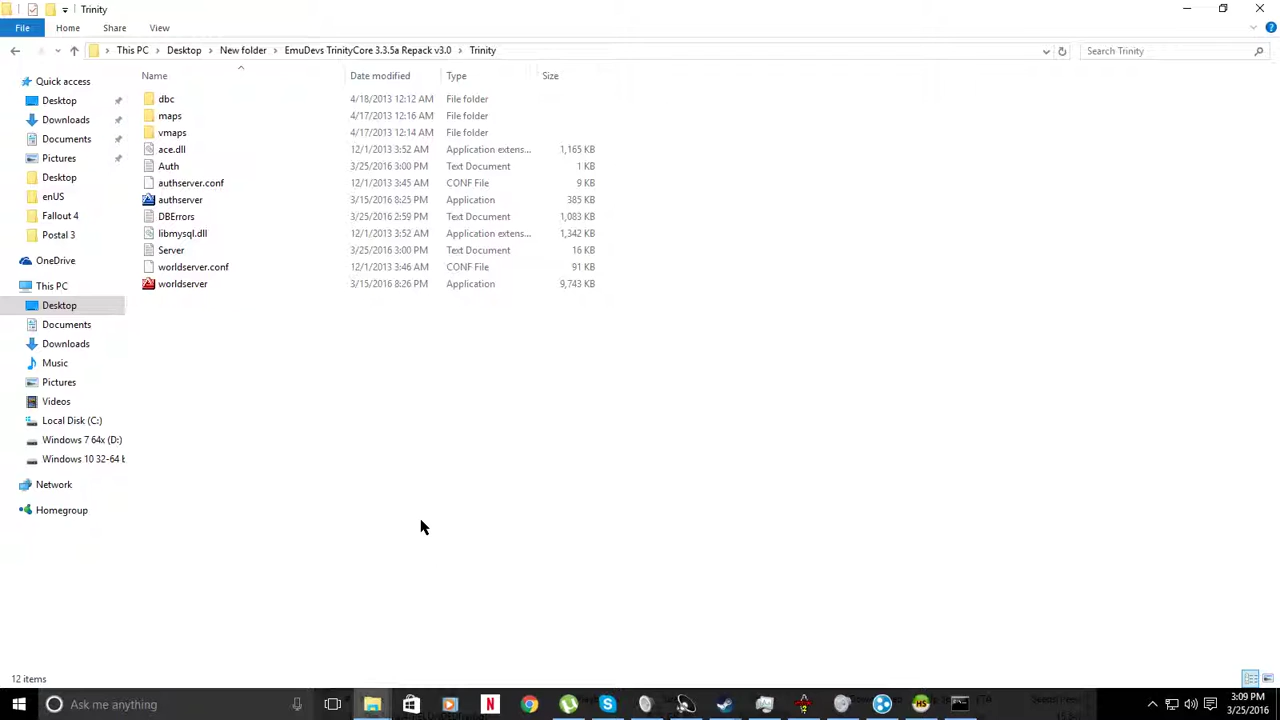 Trinity
File Home Share View
This PC Desktop New folder EmuDevs TrinityCore 3.3.5a Repack v3.0 Trinity Search Trinity
Name Date modified Type Size
Quick access
Desktop
Downloads
Documents
Pictures
Desktop
enUS
Fallout 4
Postal 3
OneDrive
This PC
Desktop
Documents
Downloads
Music
Pictures
Videos
Local Disk (C:)
Windows 7 64x (D:)
Windows 10 32-64 b
Network
Homegroup
dbc 4/18/2013 12:12 AM File folder
maps 4/17/2013 12:16 AM File folder
vmaps 4/17/2013 12:14 AM File folder
ace.dll 12/1/2013 3:52 AM Application extens... 1,165 KB
Auth 3/25/2016 3:00 PM Text Document 1 KB
authserver.conf 12/1/2013 3:45 AM CONF File 9 KB
authserver 3/15/2016 8:25 PM Application 385 KB
DBErrors 3/25/2016 2:59 PM Text Document 1,083 KB
libmysql.dll 12/1/2013 3:52 AM Application extens... 1,342 KB
Server 3/25/2016 3:00 PM Text Document 16 KB
worldserver.conf 12/1/2013 3:46 AM CONF File 91 KB
worldserver 3/15/2016 8:26 PM Application 9,743 KB
12 items
Ask me anything
N
HS
3:09 PM
3/25/2016